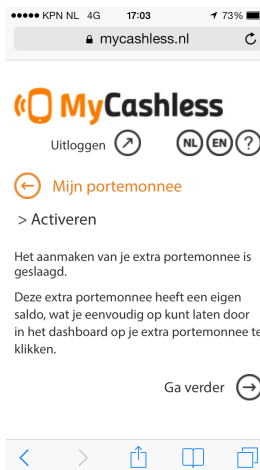 KPN NL 4G 17:03 73%
mycashless.nl
MyCashless
Uitloggen NL EN ?
Mijn portemonnee
> Activeren
Het aanmaken van je extra portemonnee is
geslaagd.
Deze extra portemonnee heeft een eigen
saldo, wat je eenvoudig op kunt laten door
in het dashboard op je extra portemonnee te
klikken.
Ga verder